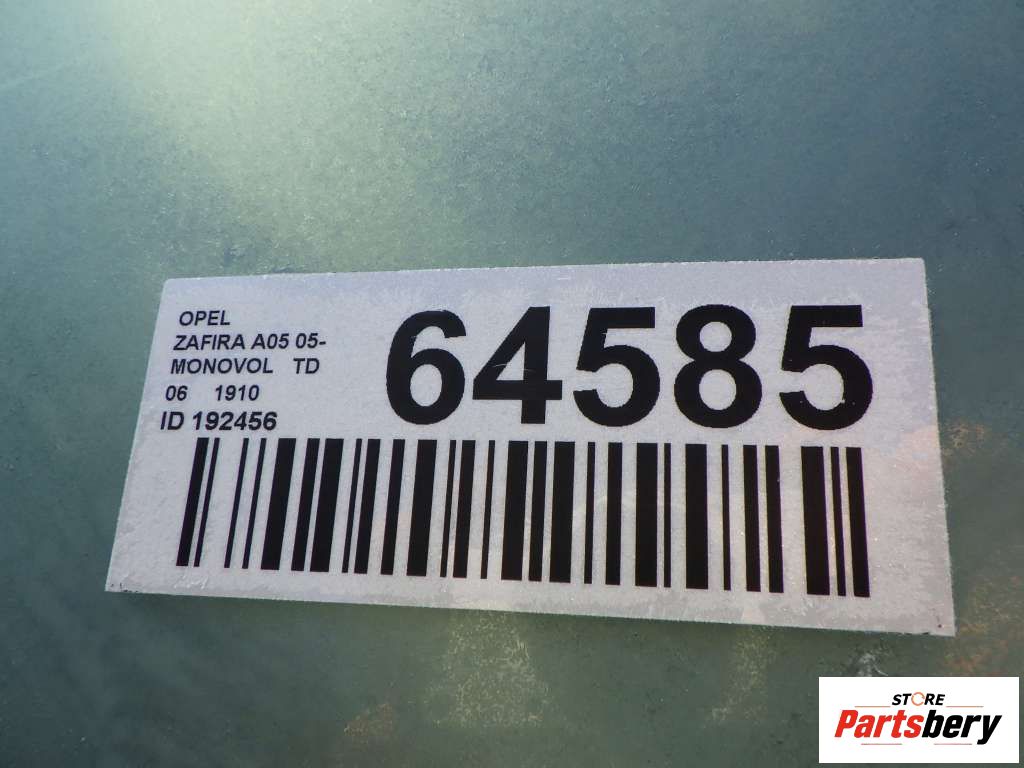 OPEL
ZAFIRA A05 05-
MONOVOL TD
06 1910
ID 192456
64585
STORE
Partsbery